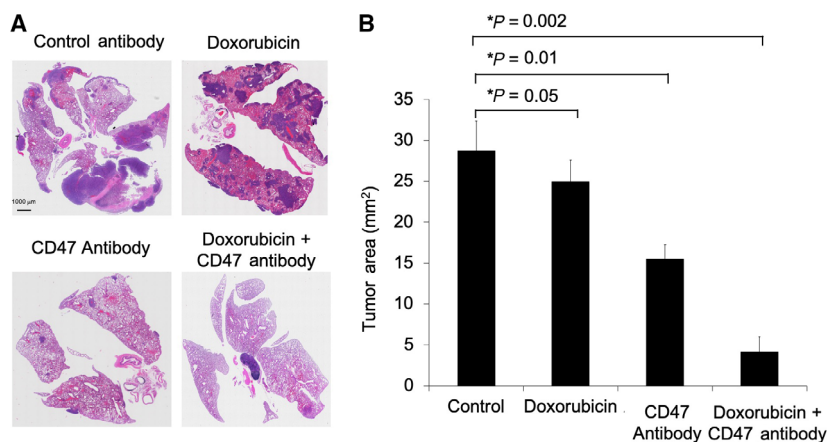 A
Control antibody
Doxorubicin
1000 μm
CD47 Antibody
Doxorubicin +
CD47 antibody
B
*P = 0.002
*P = 0.01
*P = 0.05
Tumor area (mm²)
35
30
25
20
15
10
5
0
Control
Doxorubicin
CD47
Antibody
Doxorubicin +
CD47 antibody